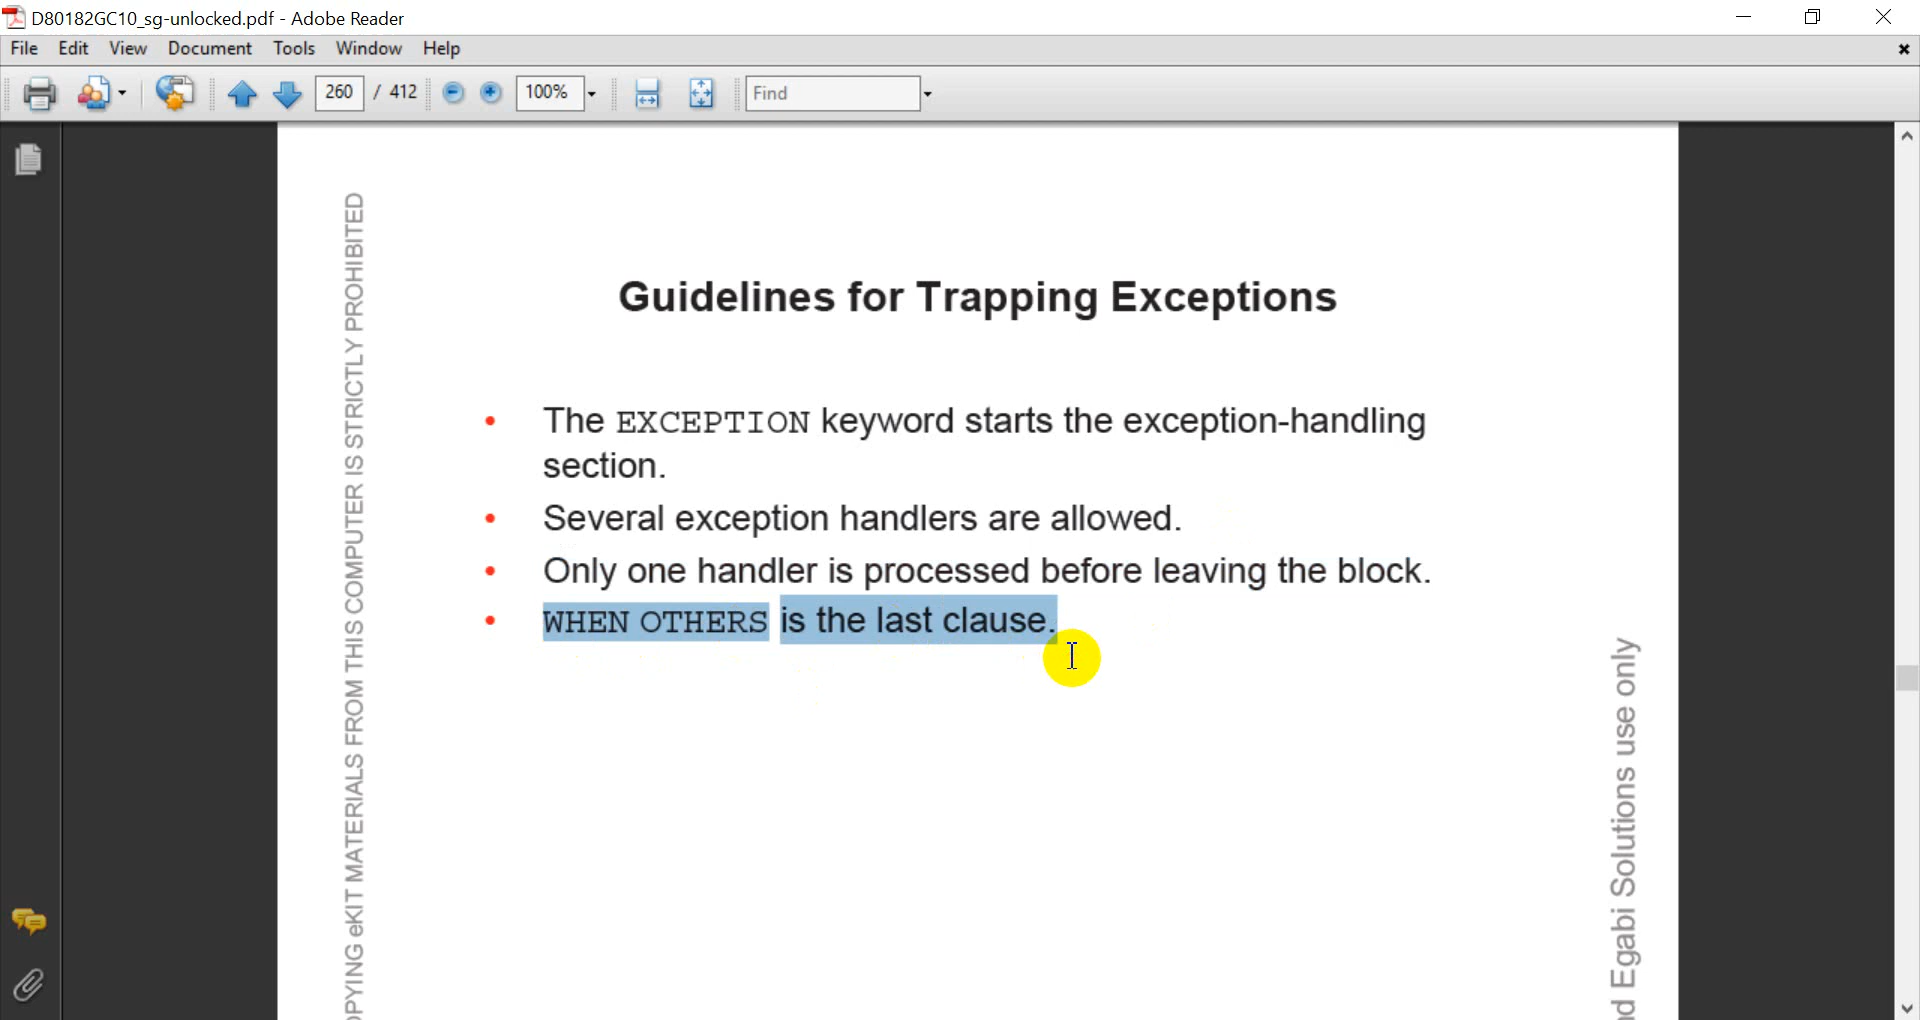 D80182GC10_sg-unlocked.pdf - Adobe Reader
File Edit View Document Tools Window Help
260 / 412 100% Find
Guidelines for Trapping Exceptions
• The EXCEPTION keyword starts the exception-handling
section.
• Several exception handlers are allowed.
• Only one handler is processed before leaving the block.
• WHEN OTHERS is the last clause.
OPYING eKIT MATERIALS FROM THIS COMPUTER IS STRICTLY PROHIBITED
Egabi Solutions use only